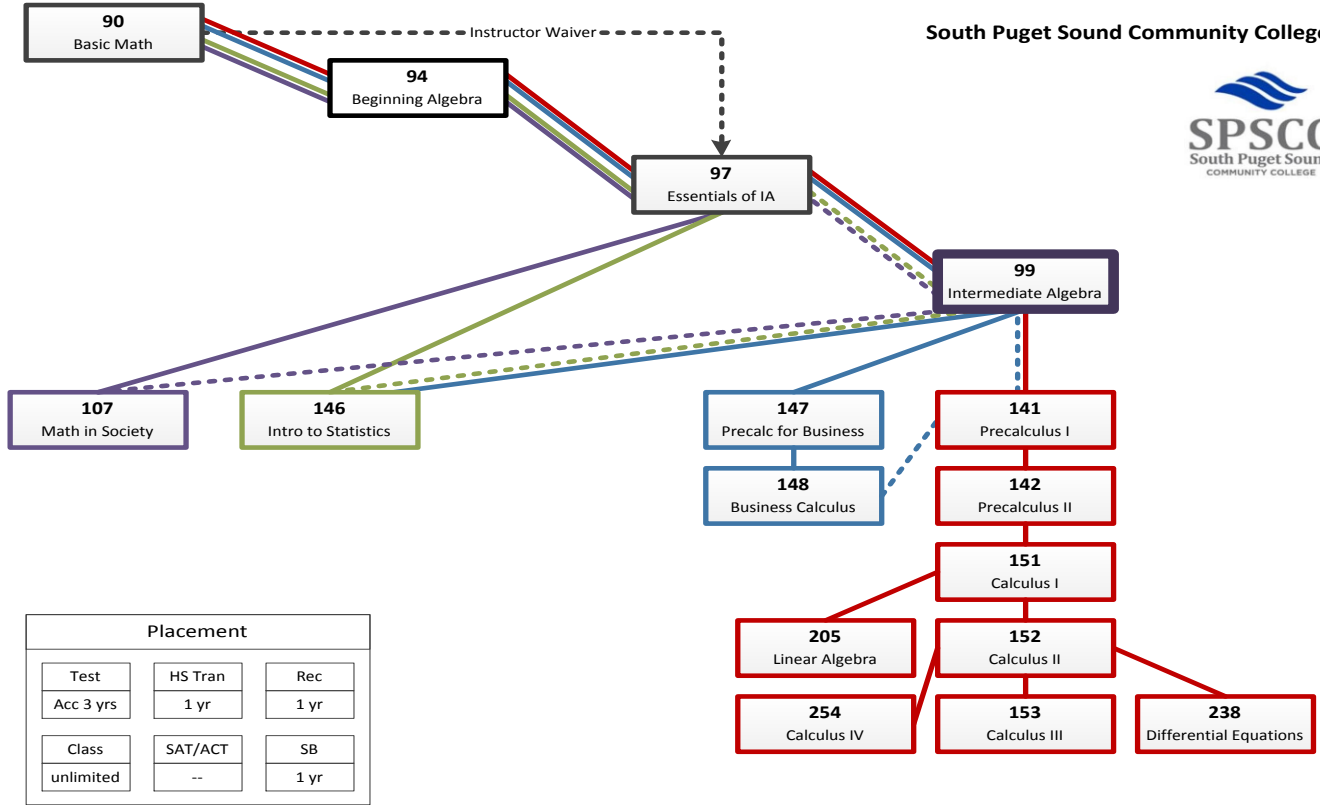 90
Basic Math
Instructor Waiver
South Puget Sound Community College
94
Beginning Algebra
SPSCC
South Puget Soun
COMMUNITY COLLEGE
97
Essentials of IA
99
Intermediate Algebra
107
Math in Society
146
Intro to Statistics
147
Precalc for Business
141
Precalculus I
148
Business Calculus
142
Precalculus II
151
Calculus I
205
Linear Algebra
152
Calculus II
254
Calculus IV
153
Calculus III
238
Differential Equations
Placement
Test
HS Tran
Rec
Acc 3 yrs
1 yr
1 yr
Class
SAT/ACT
SB
unlimited
--
1 yr